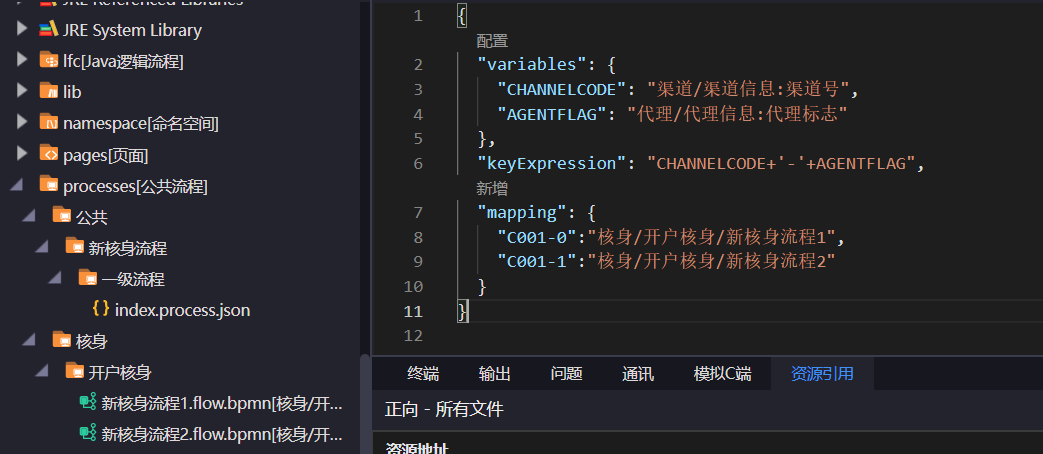 JRE Referenced Libraries
JRE System Library
lfc[Java逻辑流程]
lib
namespace[命名空间]
pages[页面]
processes[公共流程]
公共
新核身流程
一级流程
{} index.process.json
核身
开户核身
新核身流程1.flow.bpmn[核身/开...
新核身流程2.flow.bpmn[核身/开...
1 {
配置
2 "variables": {
3 "CHANNELCODE": "渠道/渠道信息:渠道号",
4 "AGENTFLAG": "代理/代理信息:代理标志"
5 },
6 "keyExpression": "CHANNELCODE+'-'+AGENTFLAG",
新增
7 "mapping": {
8 "C001-0":"核身/开户核身/新核身流程1",
9 "C001-1":"核身/开户核身/新核身流程2"
10 }
11 }
12
终端 输出 问题 通讯 模拟C端 资源引用
正向 - 所有文件
资源地址